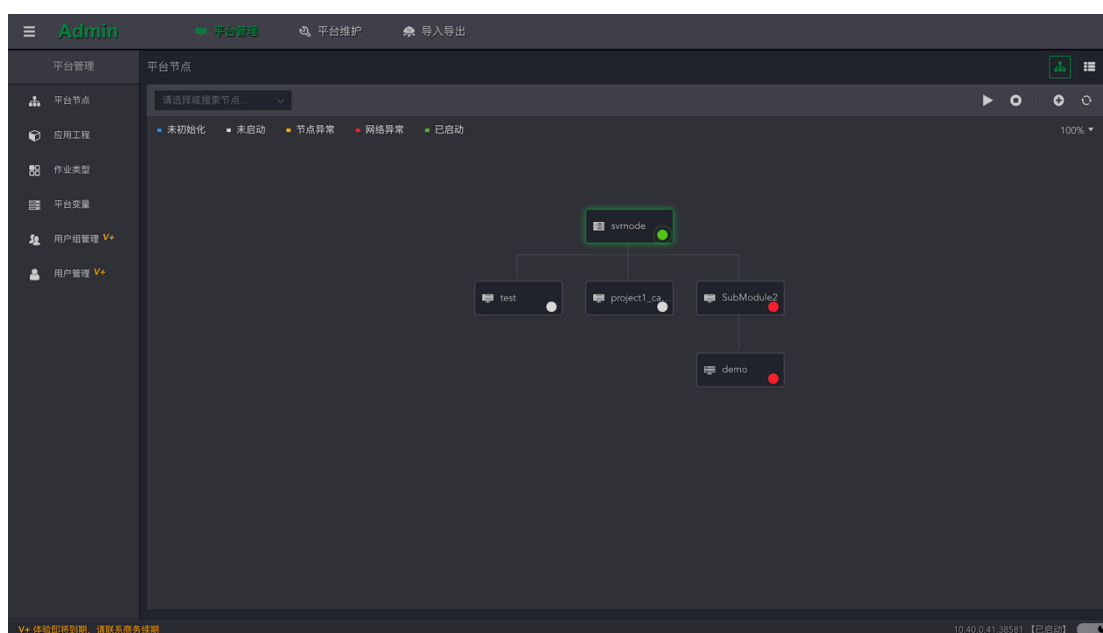 Admin 平台管理 平台维护 导入导出
平台管理
平台节点
应用工程
作业类型
平台变量
用户组管理 V+
用户管理 V+
平台节点
请选择或搜索节点...
未初始化 未启动 节点异常 网络异常 已启动
100%
svrnode
test project1_ca... SubModule2
demo
V+ 体验即将到期，请联系商务续期
10.40.0.41:38581 【已启动】